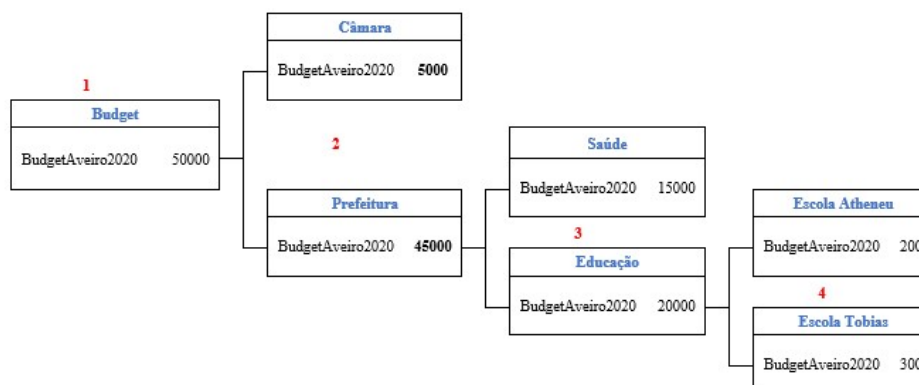 Câmara
BudgetAveiro2020 5000
1
Budget
BudgetAveiro2020 50000
2
Prefeitura
BudgetAveiro2020 45000
Saúde
BudgetAveiro2020 15000
3
Educação
BudgetAveiro2020 20000
Escola Atheneu
BudgetAveiro2020
4
Escola Tobias
BudgetAveiro2020